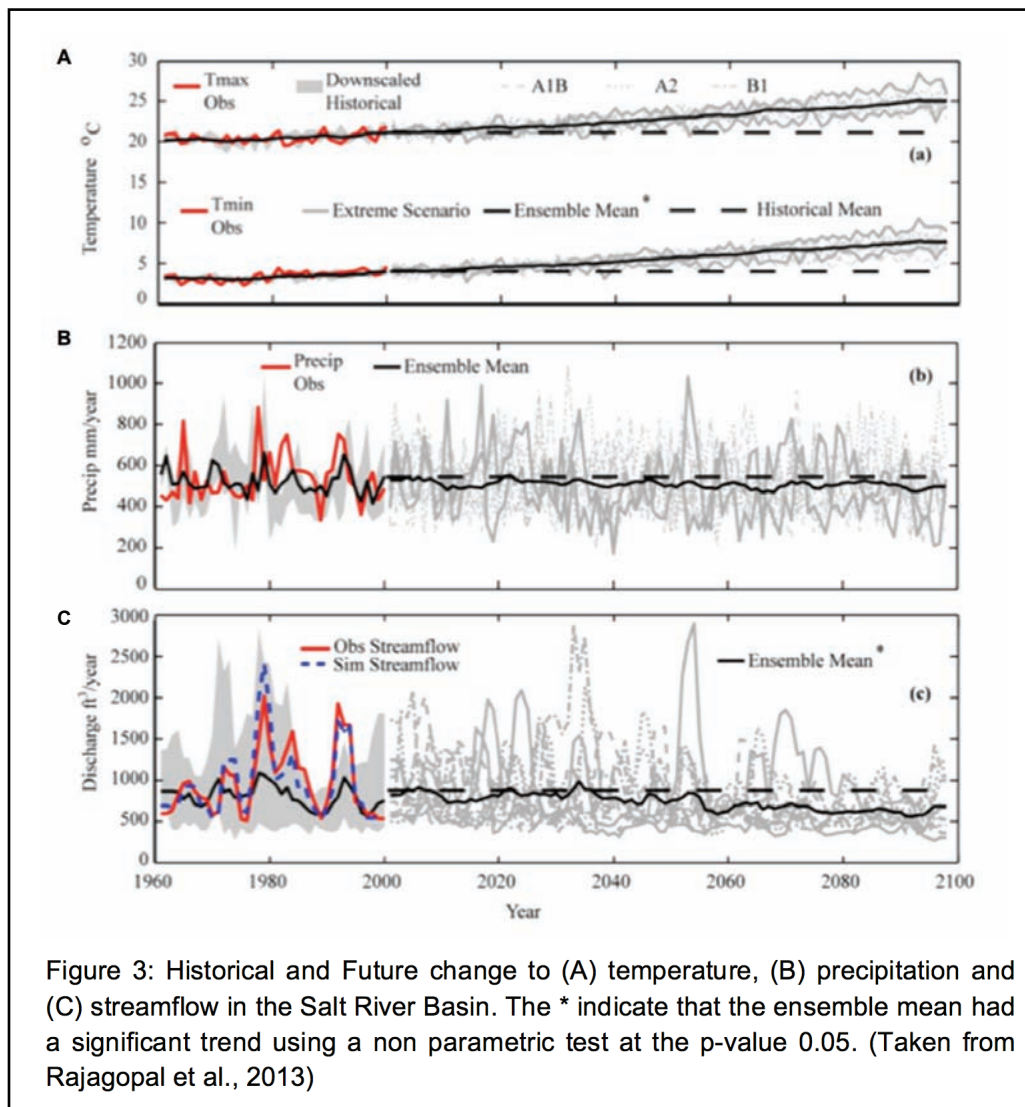 A
30
25
20
15
10
5
0
Temperature °C
Tmax Obs
Downscaled Historical
A1B
A2
B1
(a)
Tmin Obs
Extreme Scenario
Ensemble Mean*
Historical Mean
B
1200
1000
800
600
400
200
0
Precip mm/year
Precip Obs
Ensemble Mean
(b)
C
3000
2500
2000
1500
1000
500
0
Discharge ft³/year
Obs Streamflow
Sim Streamflow
Ensemble Mean*
(c)
1960
1980
2000
2020
2040
2060
2080
2100
Year
Figure 3: Historical and Future change to (A) temperature, (B) precipitation and
(C) streamflow in the Salt River Basin. The * indicate that the ensemble mean had
a significant trend using a non parametric test at the p-value 0.05. (Taken from
Rajagopal et al., 2013)